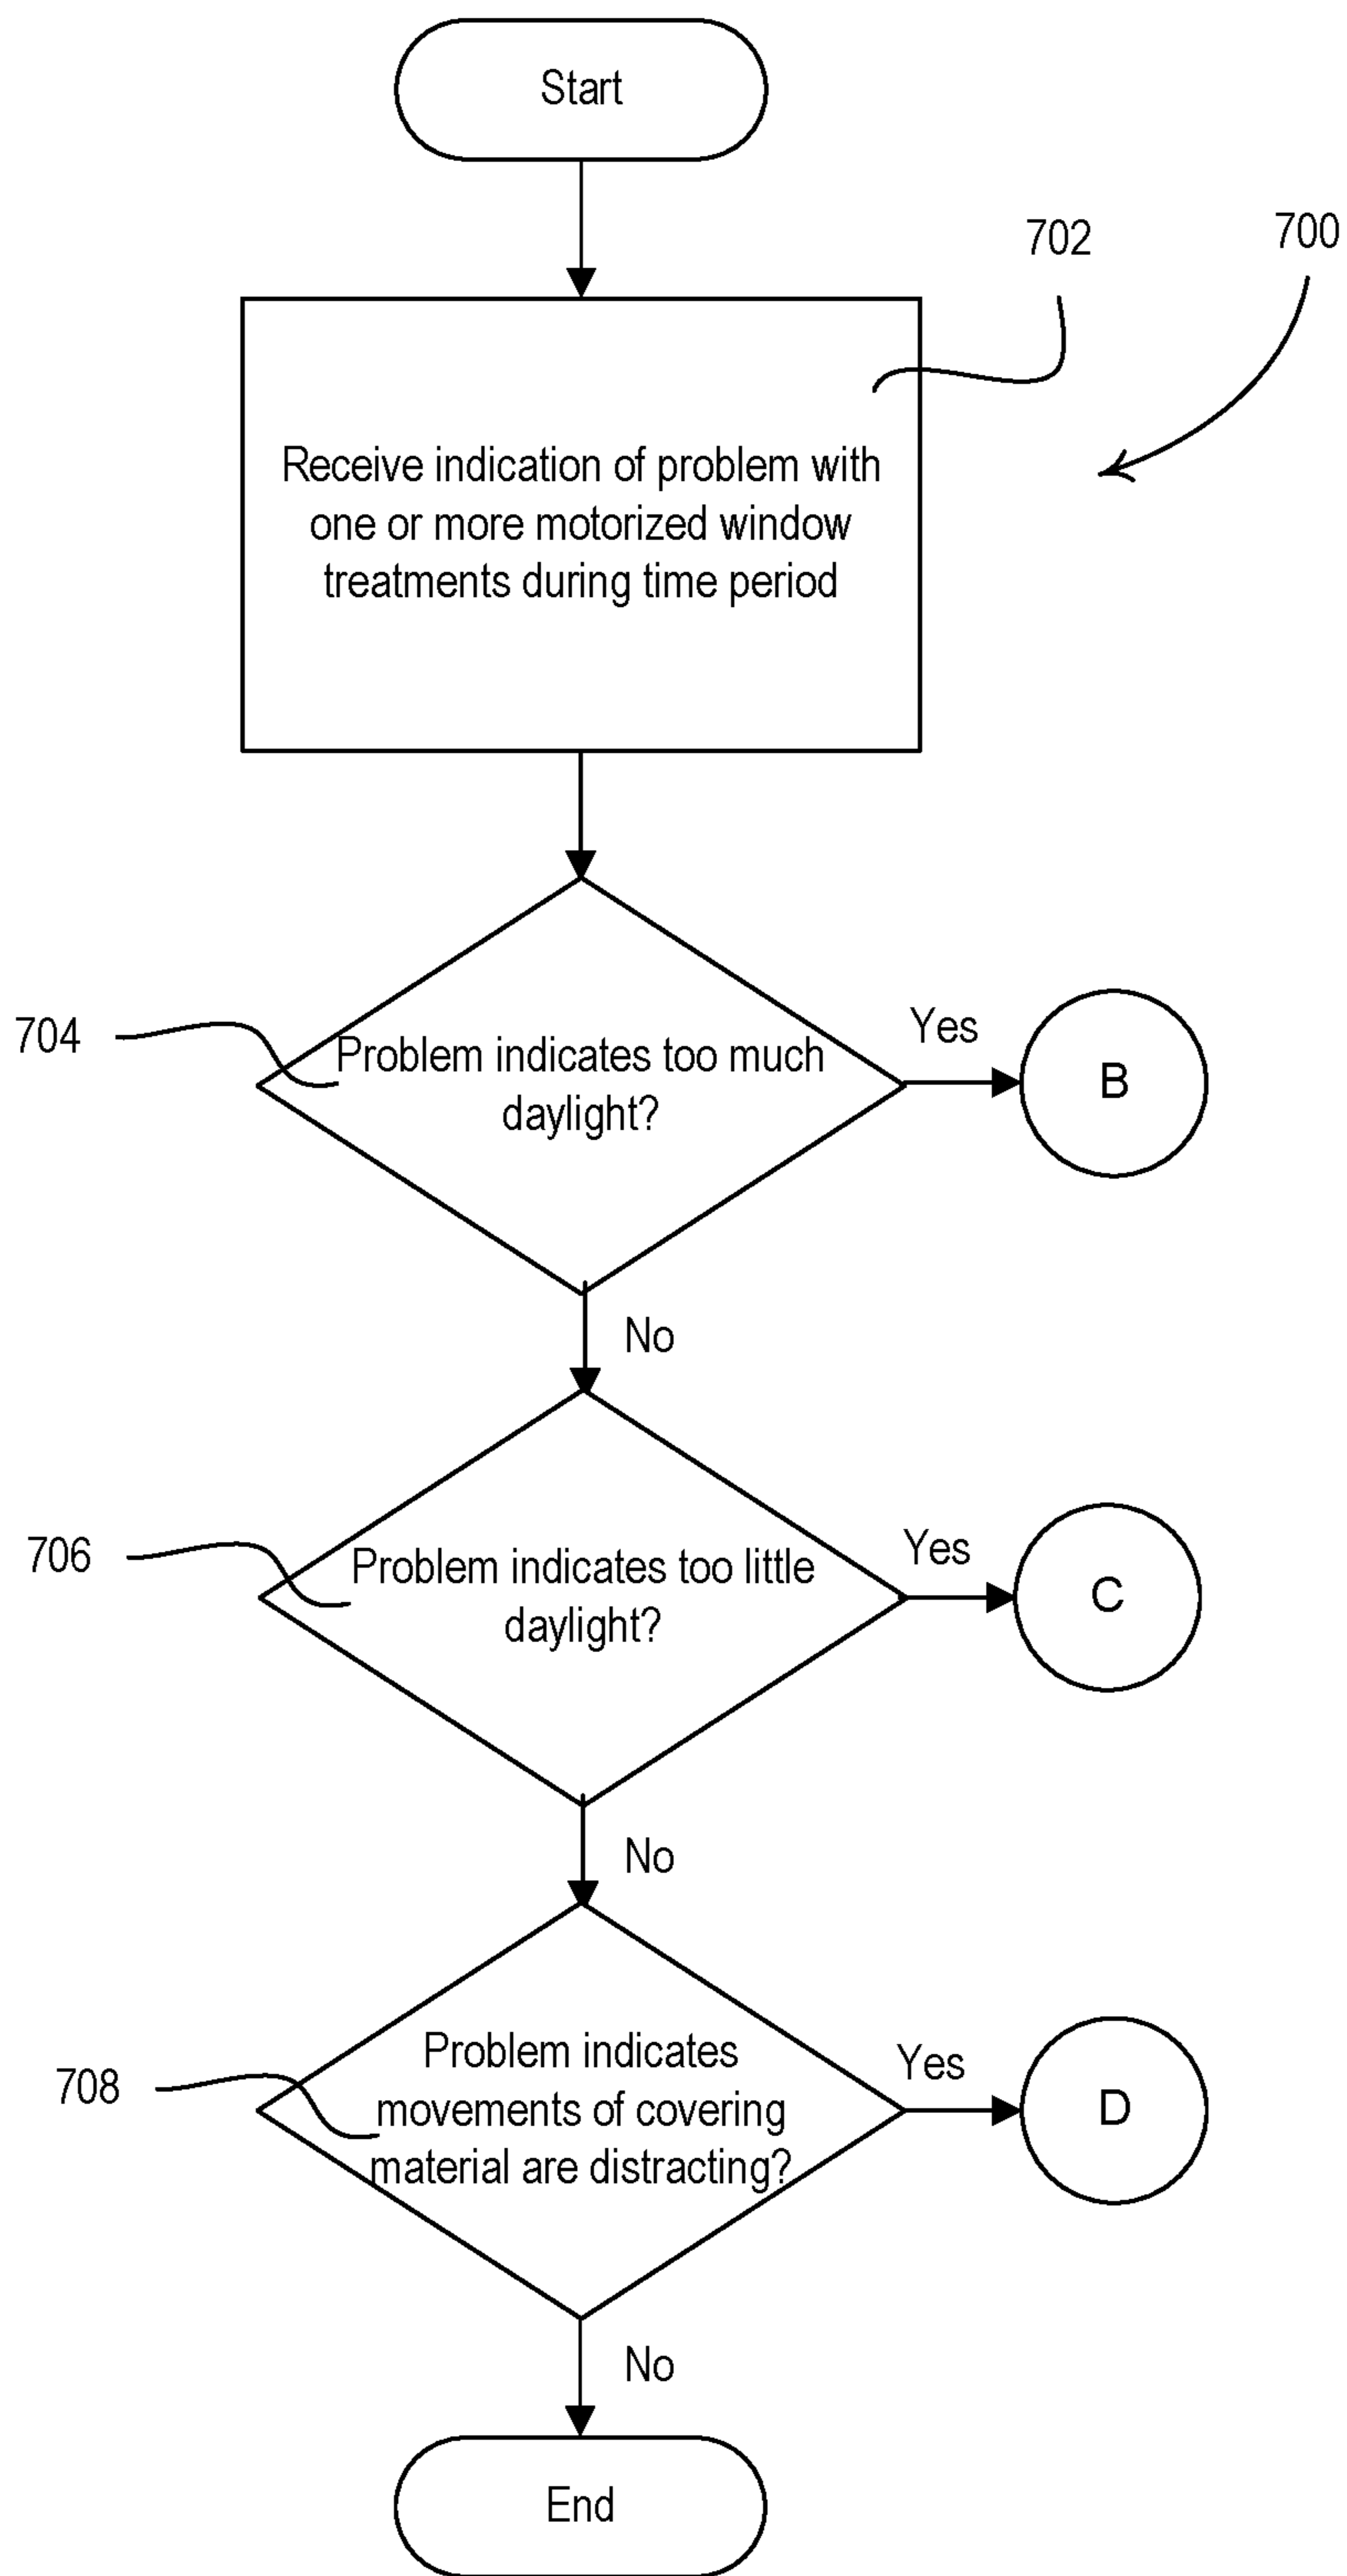 Start
702
700
Receive indication of problem with
one or more motorized window
treatments during time period
704
Problem indicates too much
daylight?
Yes
B
No
706
Problem indicates too little
daylight?
Yes
C
No
708
Problem indicates
movements of covering
material are distracting?
Yes
D
No
End